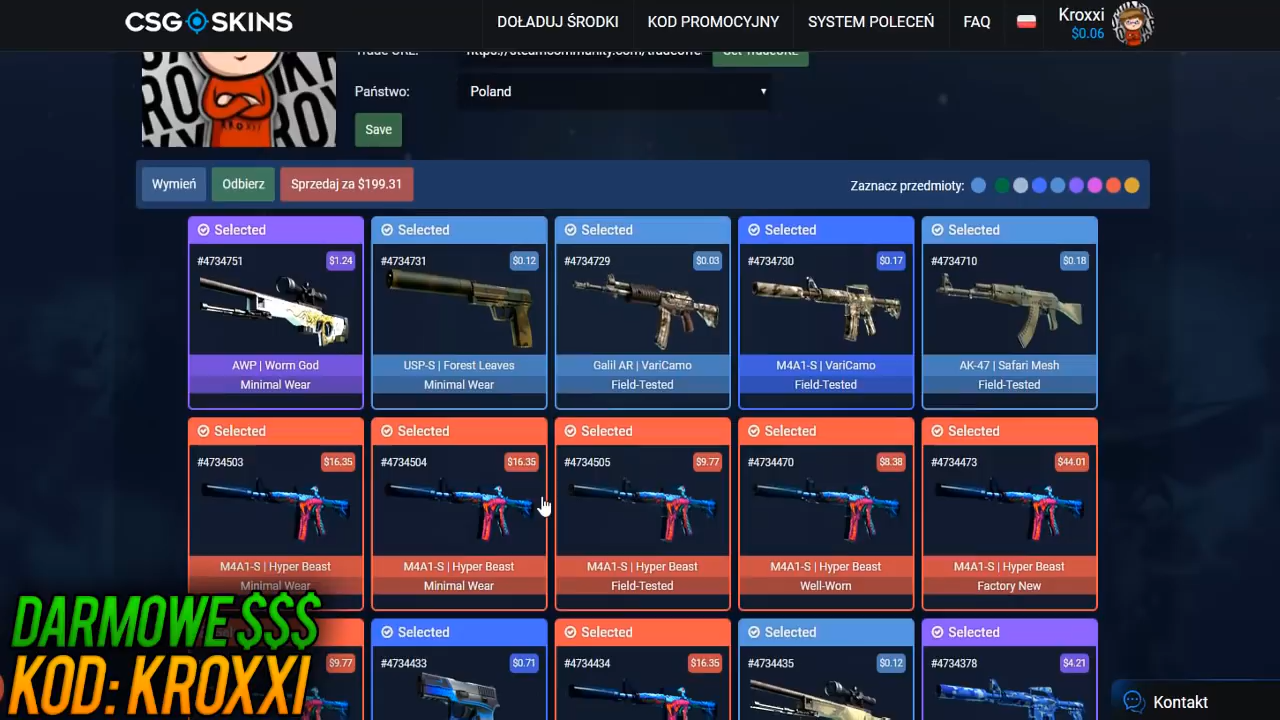 CSGO SKINS
DOŁADUJ ŚRODKI
KOD PROMOCYJNY
SYSTEM POLECEŃ
FAQ
Kroxxi
$0.06
Państwo:
Poland
Save
Wymień
Odbierz
Sprzedaj za $199.31
Zaznacz przedmioty:
Selected
Selected
Selected
Selected
Selected
#4734751 $1.24
#4734731 $0.12
#4734729 $0.03
#4734730 $0.17
#4734710 $0.18
AWP | Worm God
USP-S | Forest Leaves
Galil AR | VariCamo
M4A1-S | VariCamo
AK-47 | Safari Mesh
Minimal Wear
Minimal Wear
Field-Tested
Field-Tested
Field-Tested
Selected
Selected
Selected
Selected
Selected
#4734503 $16.35
#4734504 $16.35
#4734505 $9.77
#4734470 $8.38
#4734473 $44.01
M4A1-S | Hyper Beast
M4A1-S | Hyper Beast
M4A1-S | Hyper Beast
M4A1-S | Hyper Beast
M4A1-S | Hyper Beast
Minimal Wear
Minimal Wear
Field-Tested
Well-Worn
Factory New
Selected
Selected
Selected
Selected
$9.77
#4734433 $0.71
#4734434 $16.35
#4734435 $0.12
#4734378 $4.21
DARMOWE $$$
KOD: KROXXI
Kontakt